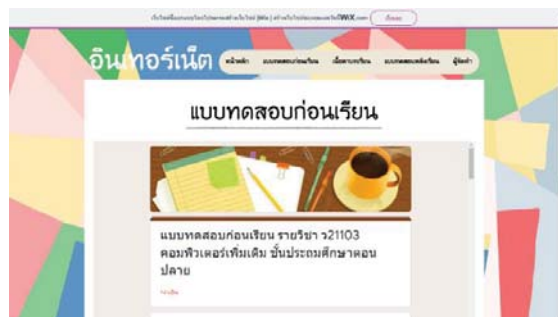 อินเทอร์เน็ต
หน้าหลัก แบบทดสอบก่อนเรียน เนื้อหาบทเรียน แบบทดสอบหลังเรียน ผู้จัดทำ
แบบทดสอบก่อนเรียน
แบบทดสอบก่อนเรียน รายวิชา ว21103
คอมพิวเตอร์เพิ่มเติม ชั้นประถมศึกษาตอน
ปลาย